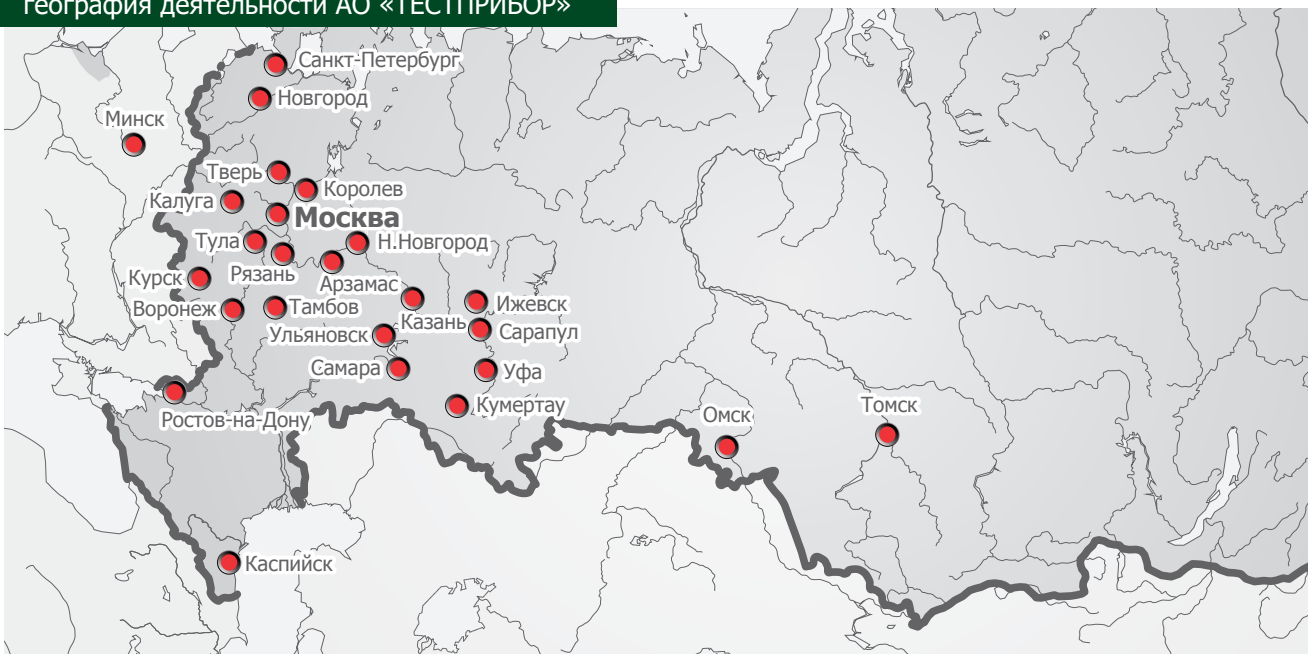 география деятельности АО «ТЕСТПРИБОР»
Санкт-Петербург
Новгород
Минск
Тверь
Королев
Калуга
Москва
Тула
Н.Новгород
Рязань
Курск
Арзамас
Воронеж
Тамбов
Ижевск
Казань
Ульяновск
Сарапул
Самара
Уфа
Кумертау
Ростов-на-Дону
Омск
Томск
Каспийск